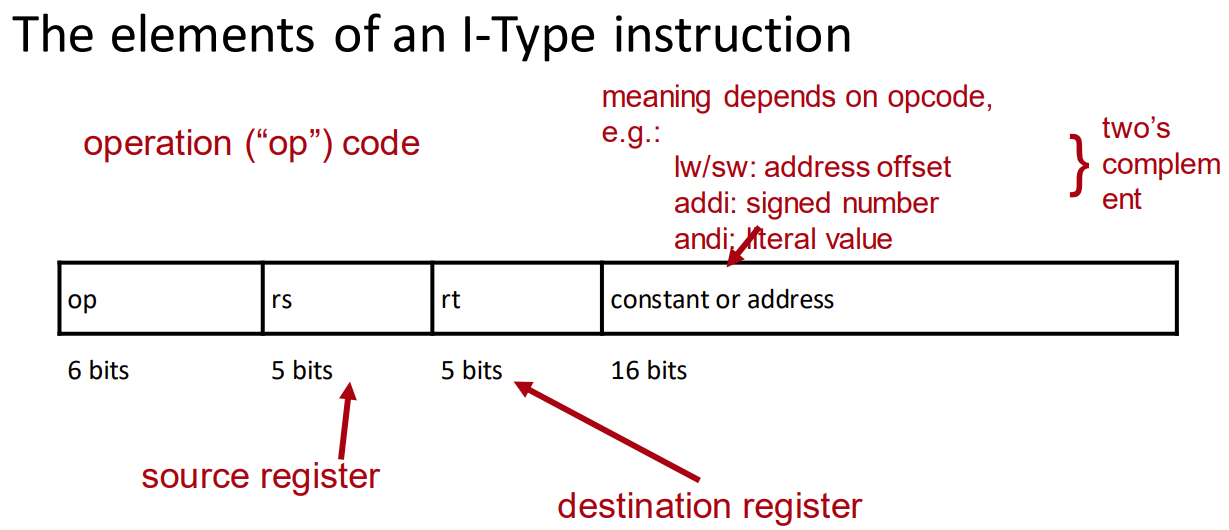 The elements of an I-Type instruction
operation (“op”) code
meaning depends on opcode,
e.g.:
lw/sw: address offset
addi: signed number
andi: literal value
two’s
complem
ent
op rs rt constant or address
6 bits 5 bits 5 bits 16 bits
source register
destination register